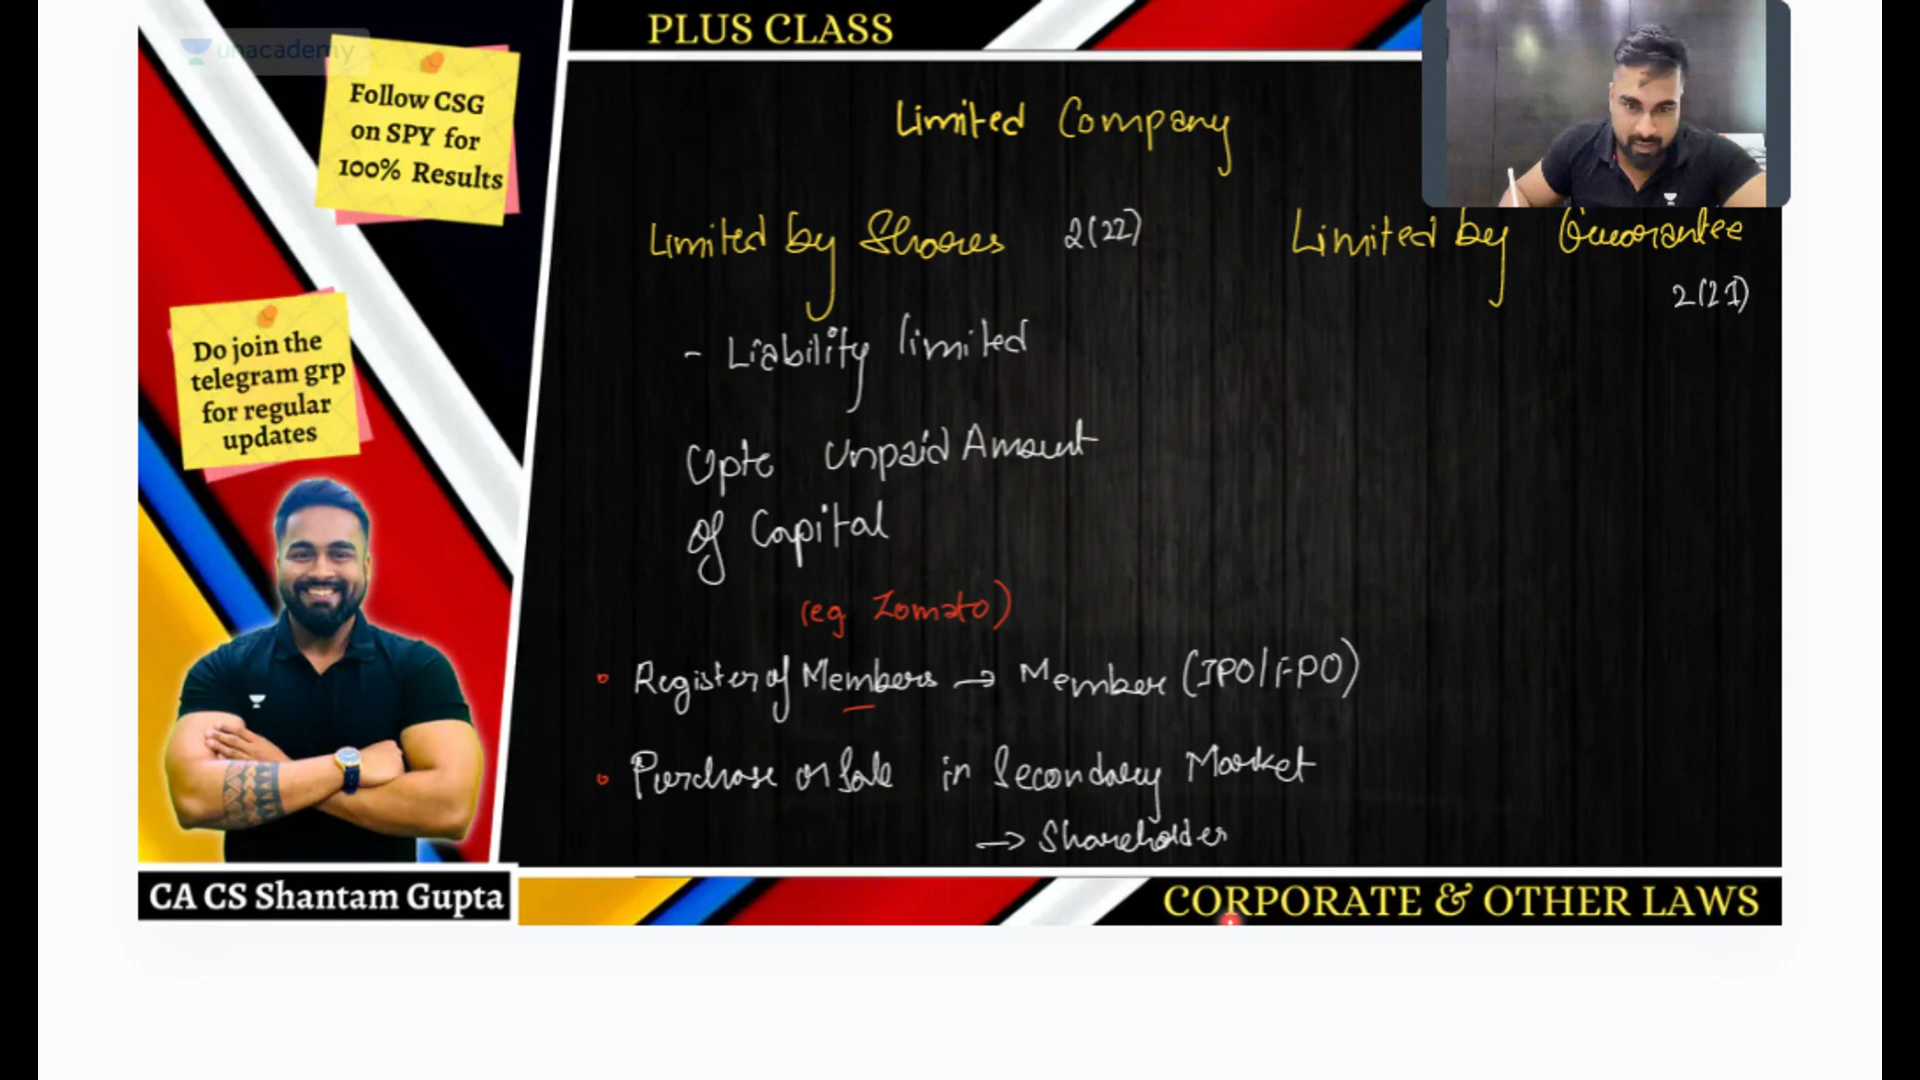 PLUS CLASS
unacademy
Follow CSG
on SPY for
100% Results
Do join the
telegram grp
for regular
updates
Limited Company
Limited by Shares 2(22)
Limited by Guarantee
2(21)
- Liability limited
Upto Unpaid Amount
of Capital
(eg Zomato)
Register of Members → Member (IPO/FPO)
Purchase or Sale in Secondary Market
→ Shareholder
CA CS Shantam Gupta
CORPORATE & OTHER LAWS